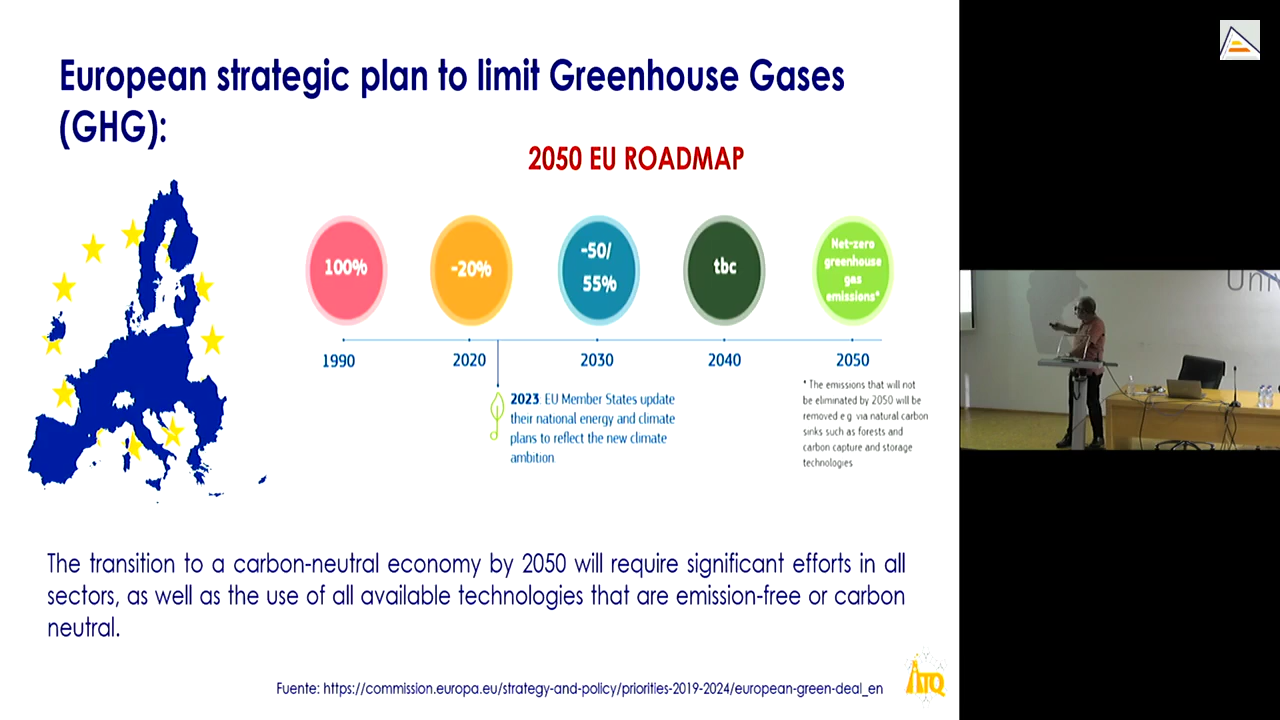 European strategic plan to limit Greenhouse Gases
(GHG):
2050 EU ROADMAP
100%
-20%
-50/
55%
tbc
Net-zero
greenhouse
gas
emissions*
1990
2020
2030
2040
2050
2023 EU Member States update
their national energy and climate
plans to reflect the new climate
ambition
* The emissions that will not
be eliminated by 2050 will be
removed e.g. via natural carbon
sinks such as forests and
carbon capture and storage
technologies
The transition to a carbon-neutral economy by 2050 will require significant efforts in all
sectors, as well as the use of all available technologies that are emission-free or carbon
neutral.
Fuente: https://commission.europa.eu/strategy-and-policy/priorities-2019-2024/european-green-deal_en
ATQ
Univ